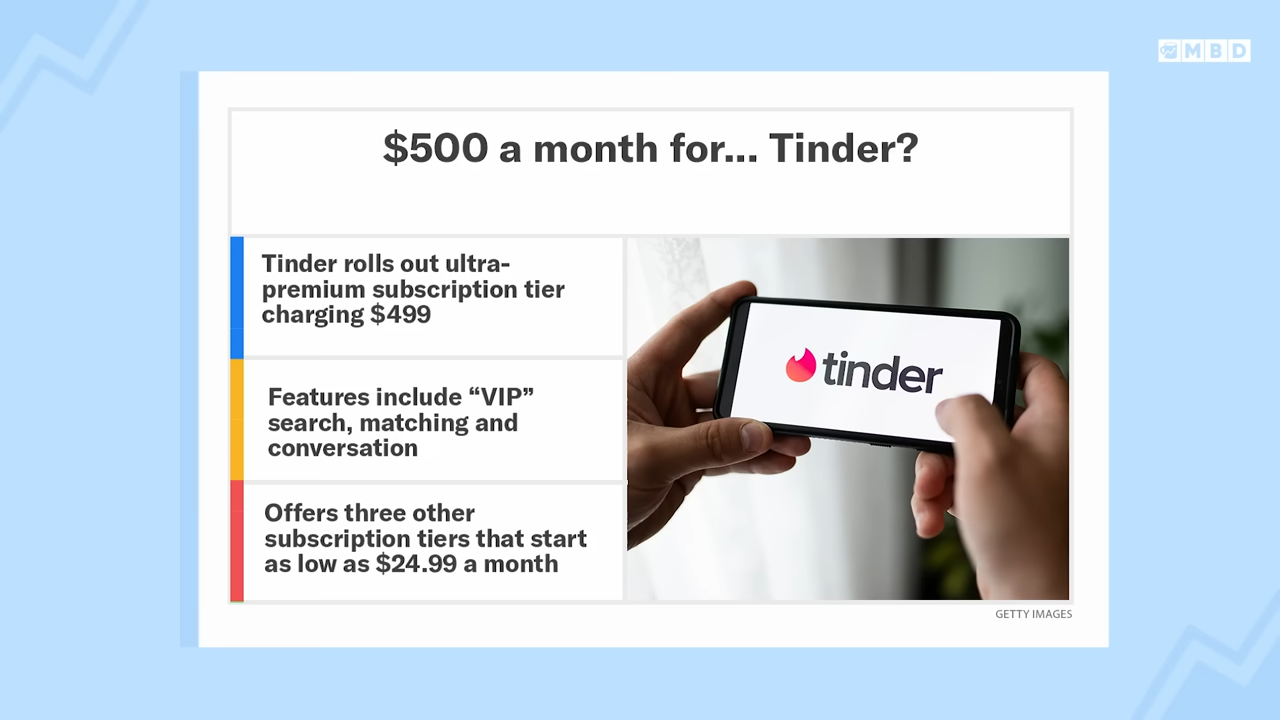 MBD
$500 a month for... Tinder?
Tinder rolls out ultra-
premium subscription tier
charging $499
Features include “VIP”
search, matching and
conversation
Offers three other
subscription tiers that start
as low as $24.99 a month
tinder
GETTY IMAGES